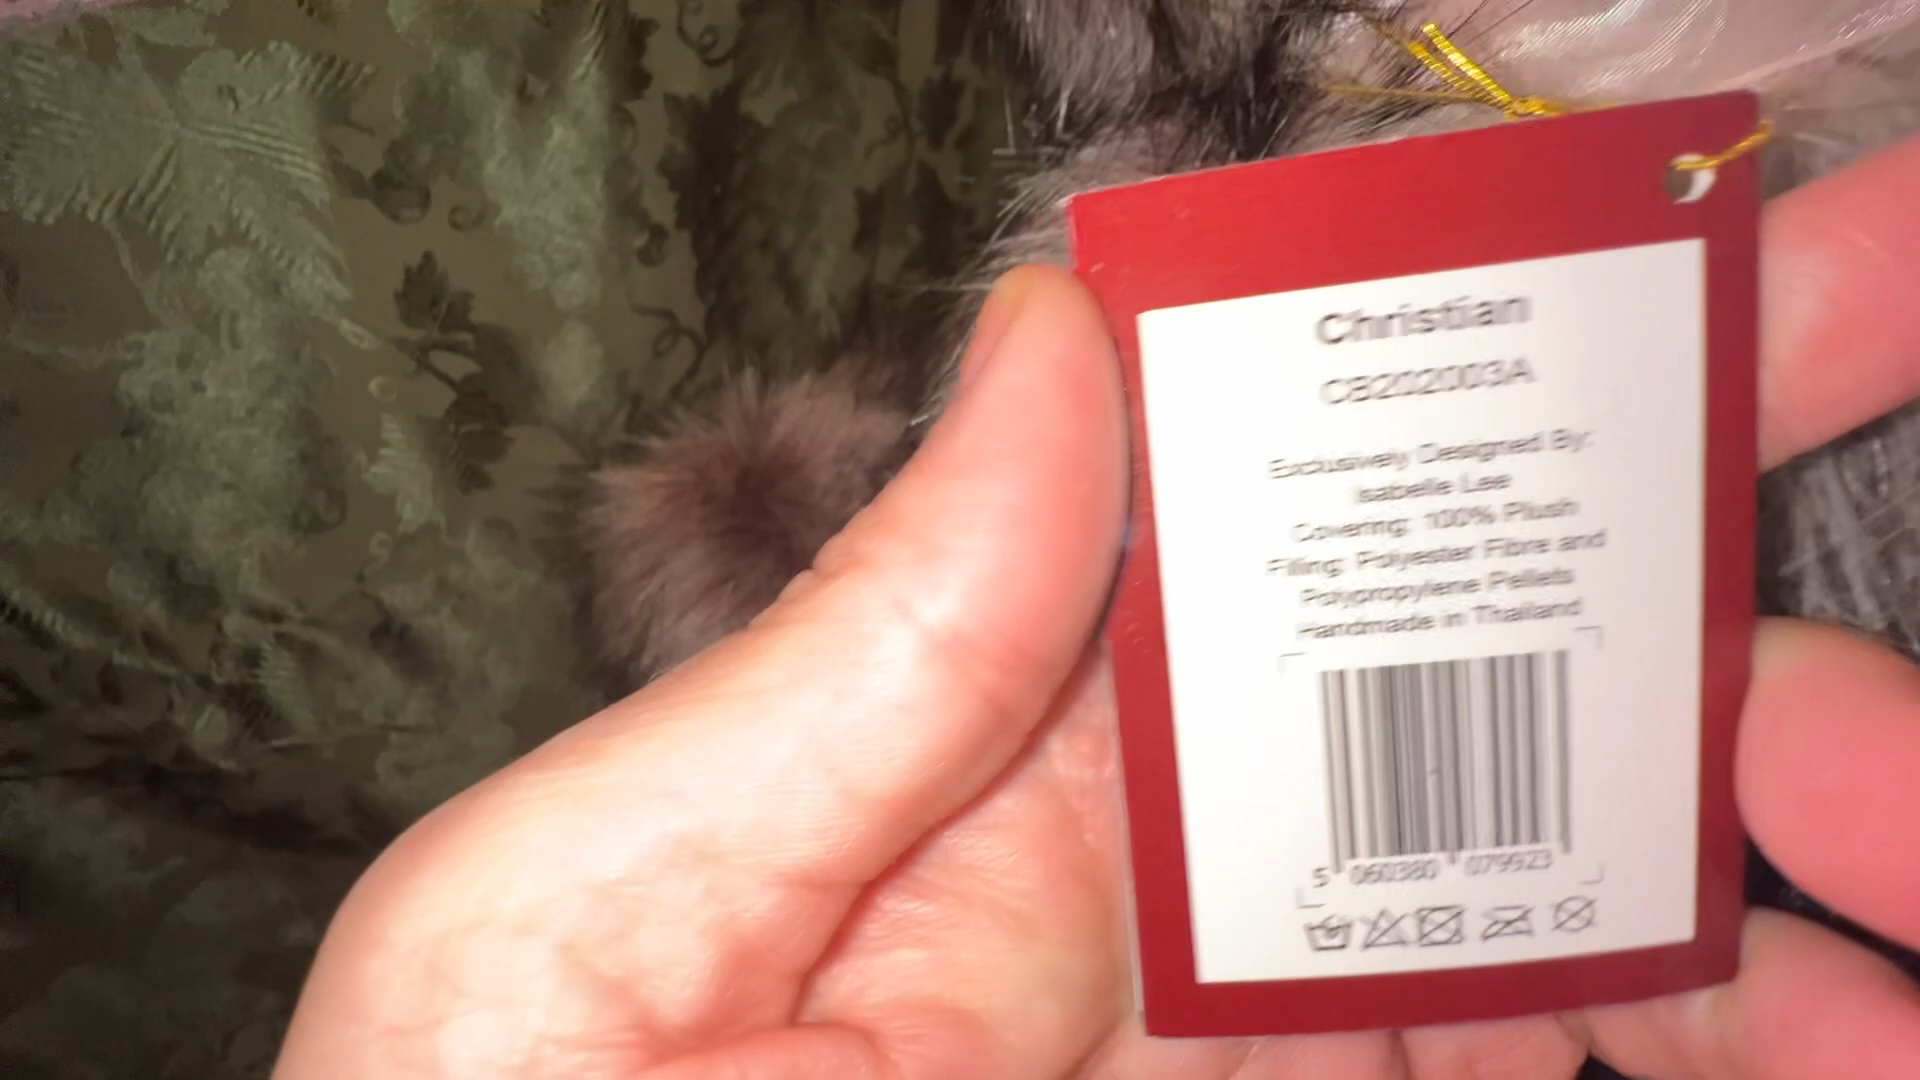 Christian
CB202003A
Exclusively Designed By:
Isabelle Lee
Covering: 100% Plush
Filling: Polyester Fibre and
Polypropylene Pellets
Handmade in Thailand
5 060380 079923